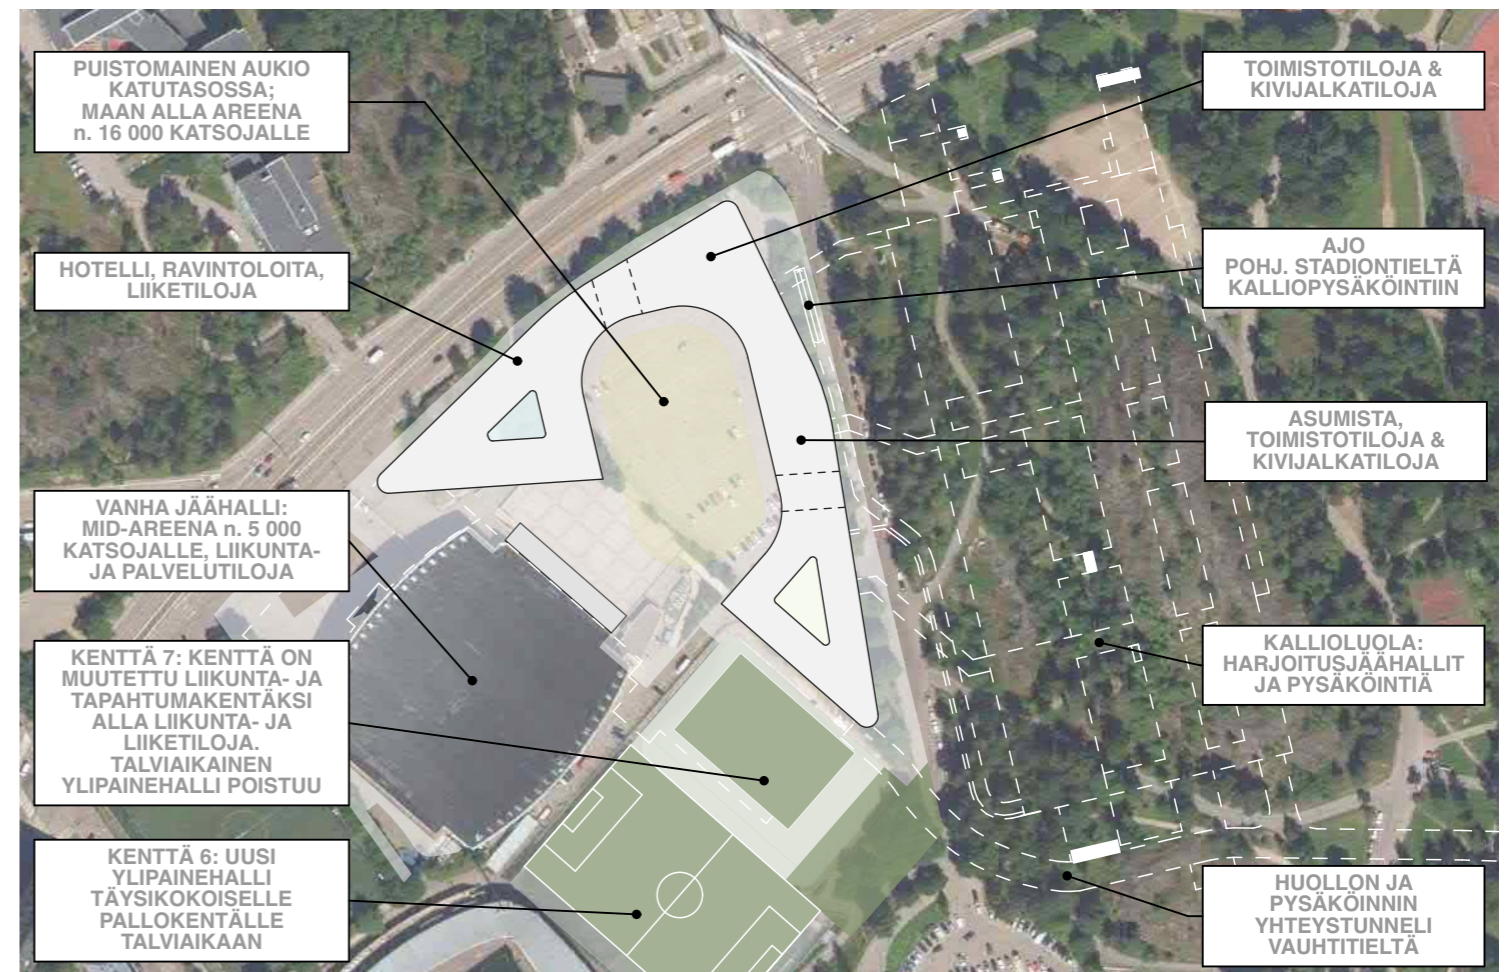 PUISTOMAINEN AUKIO
KATUTASOSSA;
MAAN ALLA AREENA
n. 16 000 KATSOJALLE
HOTELLI, RAVINTOLOITA,
LIIKETILOJA
VANHA JÄÄHALLI:
MID-AREENA n. 5 000
KATSOJALLE, LIIKUNTA-
JA PALVELUTILOJA
KENTTÄ 7: KENTTÄ ON
MUUTETTU LIIKUNTA- JA
TAPAHTUMAKENTÄKSI
ALLA LIIKUNTA- JA
LIIKETILOJA.
TALVIAIKAINEN
YLIPAINEHALLI POISTUU
KENTTÄ 6: UUSI
YLIPAINEHALLI
TÄYSIKOKOISELLE
PALLOKENTÄLLE
TALVIAIKAAN
TOIMISTOTILOJA &
KIVIJALKATILOJA
AJO
POHJ. STADIONTIELTÄ
KALLIOPYSÄKÖINTIIN
ASUMISTA,
TOIMISTOTILOJA &
KIVIJALKATILOJA
KALLIOLUOLA:
HARJOITUSJÄÄHALLIT
JA PYSÄKÖINTIÄ
HUOLLON JA
PYSÄKÖINNIN
YHTEYSTUNNELI
VAUHTITIELTÄ